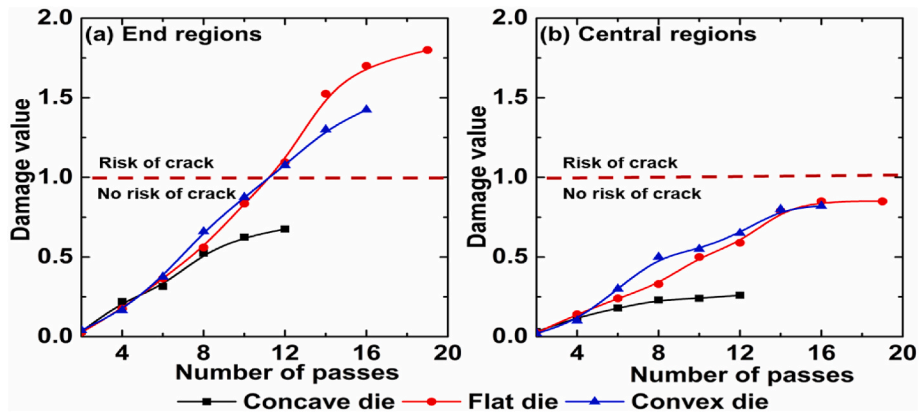 (a) End regions
2.0
1.5
1.0
0.5
0.0
Damage value
Risk of crack
No risk of crack
4 8 12 16 20
Number of passes
(b) Central regions
2.0
1.5
1.0
0.5
0.0
Damage value
Risk of crack
No risk of crack
4 8 12 16 20
Number of passes
Concave die Flat die Convex die